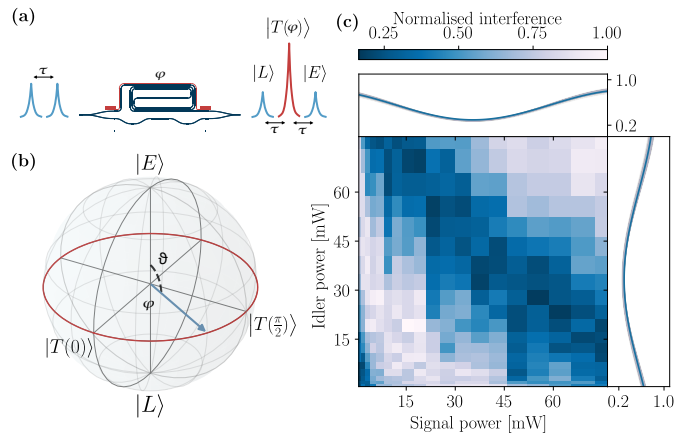 (a)
τ
φ
|T(φ)⟩
|L⟩
|E⟩
τ
τ
(b)
|E⟩
ϑ
φ
|T(0)⟩
|T(π/2)⟩
|L⟩
(c)
Normalised interference
0.25 0.50 0.75 1.00
1.0
0.2
Idler power [mW]
60
45
30
15
15 30 45 60
Signal power [mW]
0.2 1.0